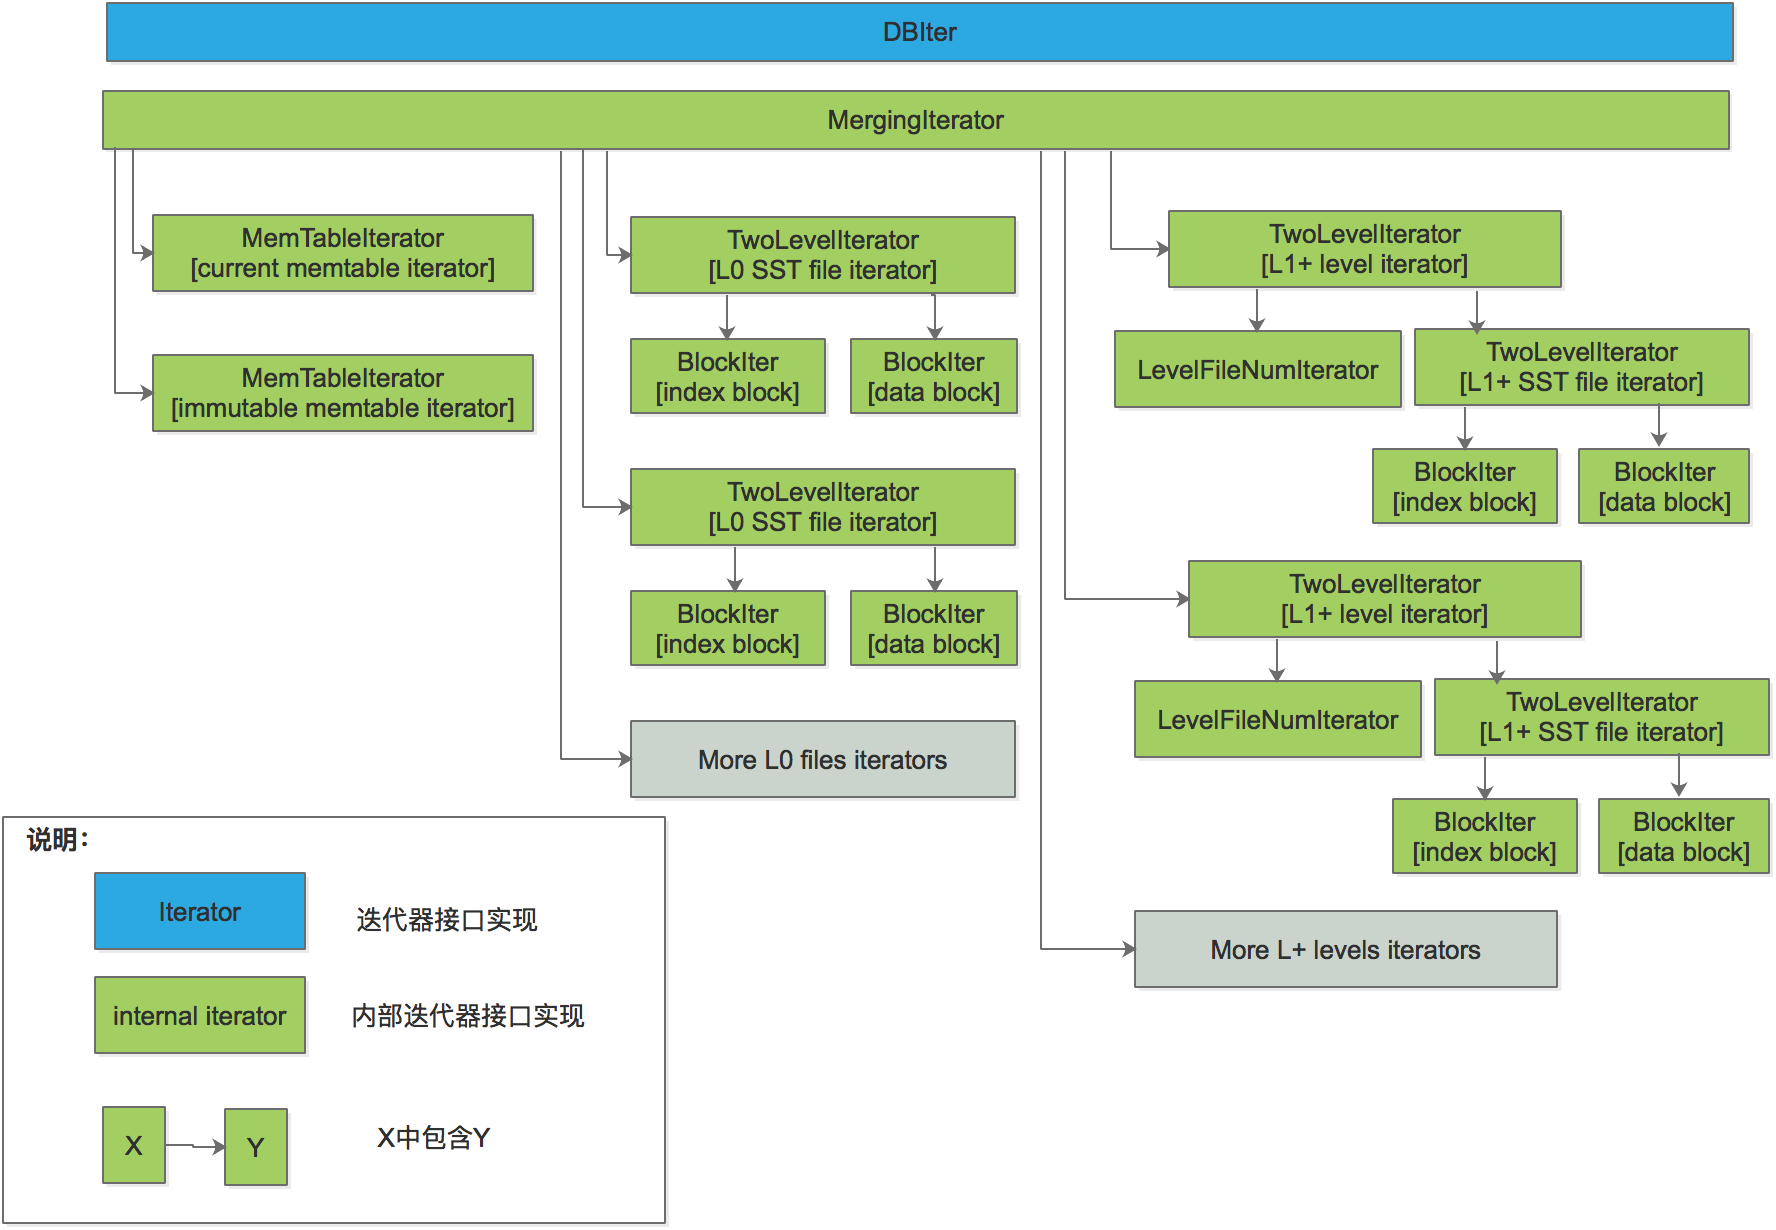 DBIter
MergingIterator
MemTableIterator
[current memtable iterator]
MemTableIterator
[immutable memtable iterator]
TwoLevelIterator
[L0 SST file iterator]
BlockIter
[index block]
BlockIter
[data block]
TwoLevelIterator
[L0 SST file iterator]
BlockIter
[index block]
BlockIter
[data block]
More L0 files iterators
TwoLevelIterator
[L1+ level iterator]
LevelFileNumIterator
TwoLevelIterator
[L1+ SST file iterator]
BlockIter
[index block]
BlockIter
[data block]
TwoLevelIterator
[L1+ level iterator]
LevelFileNumIterator
TwoLevelIterator
[L1+ SST file iterator]
BlockIter
[index block]
BlockIter
[data block]
More L+ levels iterators
说明：
Iterator
迭代器接口实现
internal iterator
内部迭代器接口实现
X
Y
X中包含Y